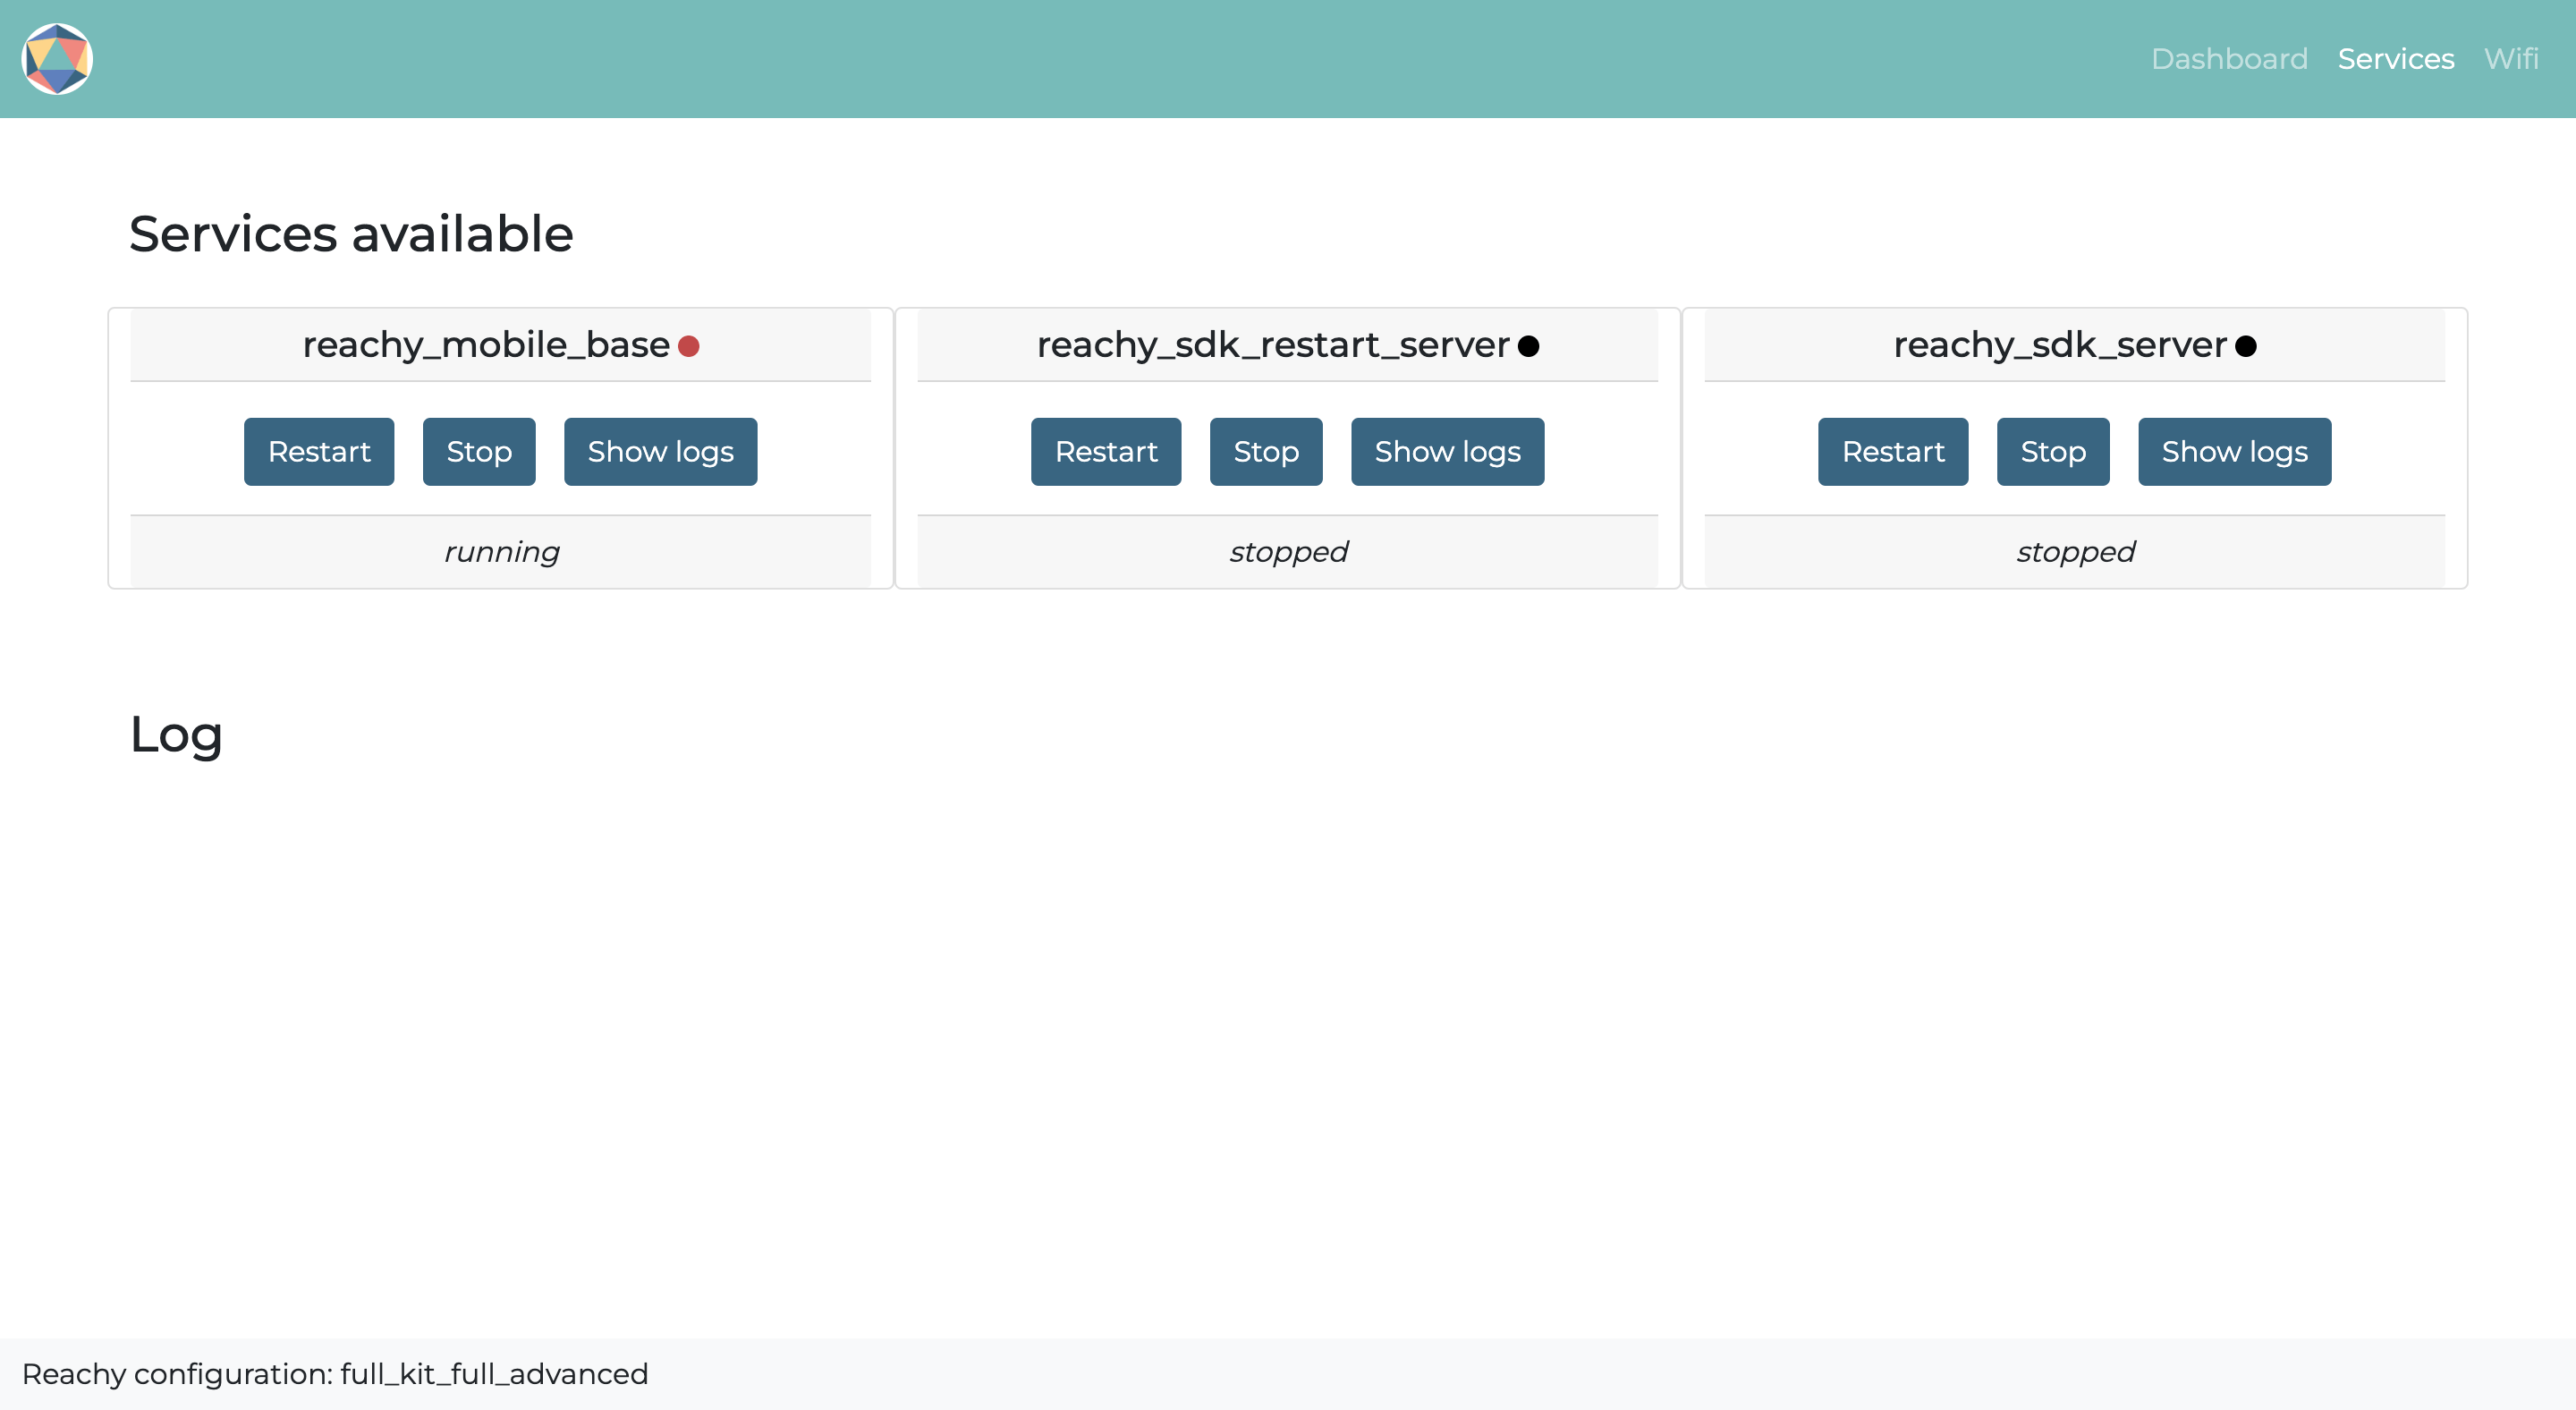 Dashboard Services Wifi
Services available
reachy_mobile_base
Restart Stop Show logs
running
reachy_sdk_restart_server
Restart Stop Show logs
stopped
reachy_sdk_server
Restart Stop Show logs
stopped
Log
Reachy configuration: full_kit_full_advanced